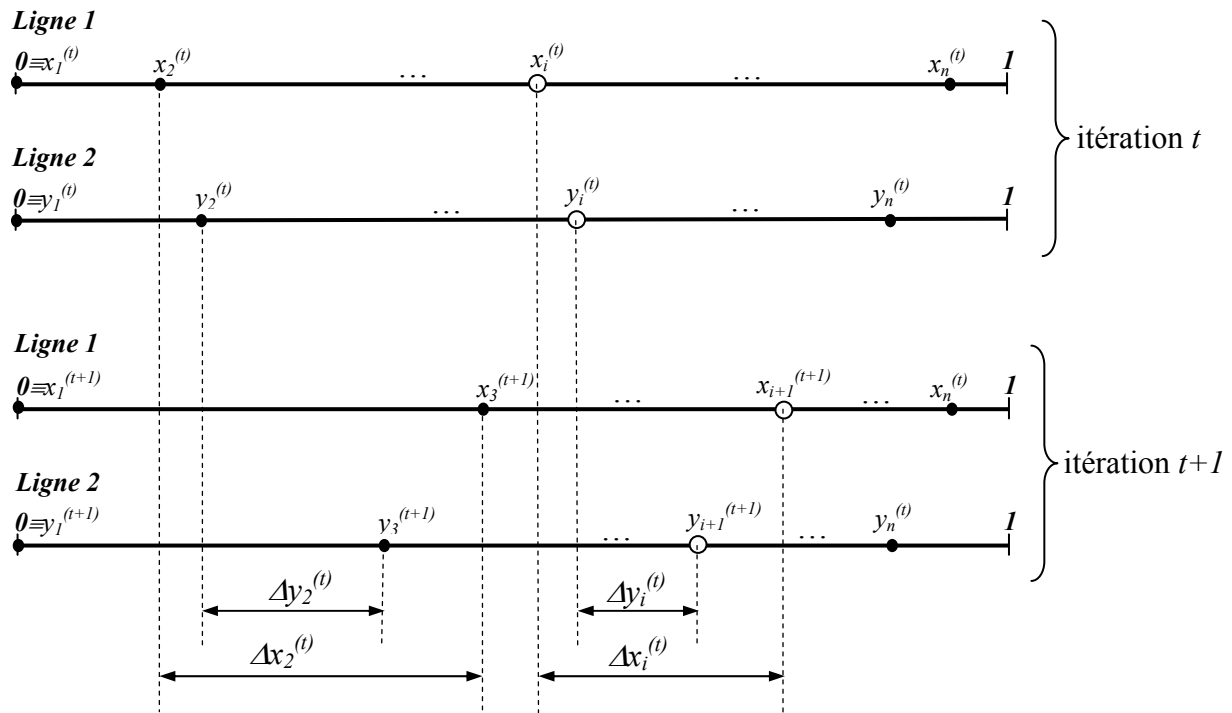 Ligne 1
0≡x₁⁽ᵗ⁾ x₂⁽ᵗ⁾ ... xᵢ⁽ᵗ⁾ ... xₙ⁽ᵗ⁾ 1
itération t
Ligne 2
0≡y₁⁽ᵗ⁾ y₂⁽ᵗ⁾ ... yᵢ⁽ᵗ⁾ ... yₙ⁽ᵗ⁾ 1
Ligne 1
0≡x₁⁽ᵗ⁺¹⁾ x₃⁽ᵗ⁺¹⁾ ... xᵢ₊₁⁽ᵗ⁺¹⁾ ... xₙ⁽ᵗ⁾ 1
itération t+1
Ligne 2
0≡y₁⁽ᵗ⁺¹⁾ y₃⁽ᵗ⁺¹⁾ ... yᵢ₊₁⁽ᵗ⁺¹⁾ ... yₙ⁽ᵗ⁾ 1
Δy₂⁽ᵗ⁾ Δyᵢ⁽ᵗ⁾
Δx₂⁽ᵗ⁾ Δxᵢ⁽ᵗ⁾